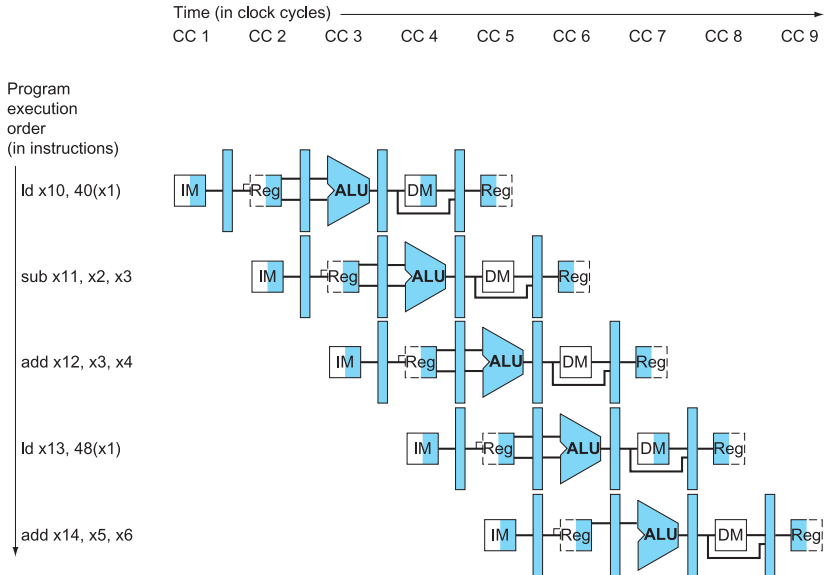 Time (in clock cycles)
CC 1 CC 2 CC 3 CC 4 CC 5 CC 6 CC 7 CC 8 CC 9
Program
execution
order
(in instructions)
ld x10, 40(x1) IM Reg ALU DM Reg
sub x11, x2, x3 IM Reg ALU DM Reg
add x12, x3, x4 IM Reg ALU DM Reg
ld x13, 48(x1) IM Reg ALU DM Reg
add x14, x5, x6 IM Reg ALU DM Reg